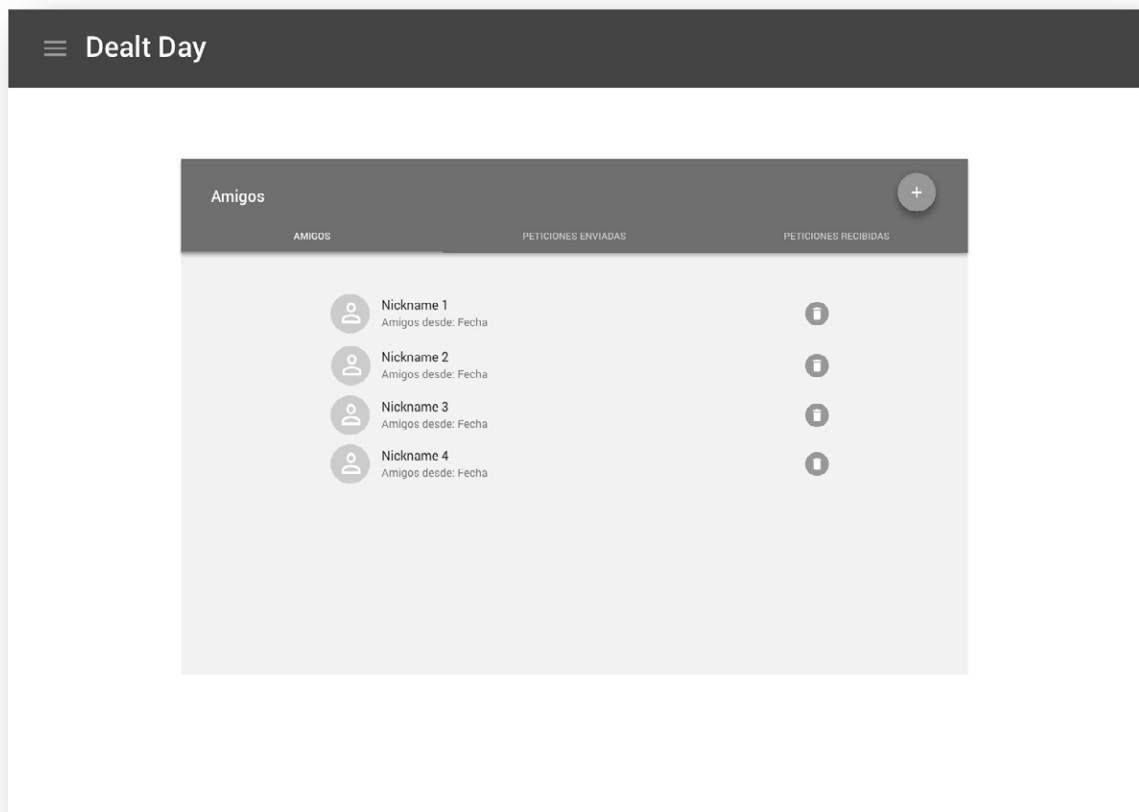 Dealt Day
Amigos
AMIGOS PETICIONES ENVIADAS PETICIONES RECIBIDAS
Nickname 1
Amigos desde: Fecha
Nickname 2
Amigos desde: Fecha
Nickname 3
Amigos desde: Fecha
Nickname 4
Amigos desde: Fecha